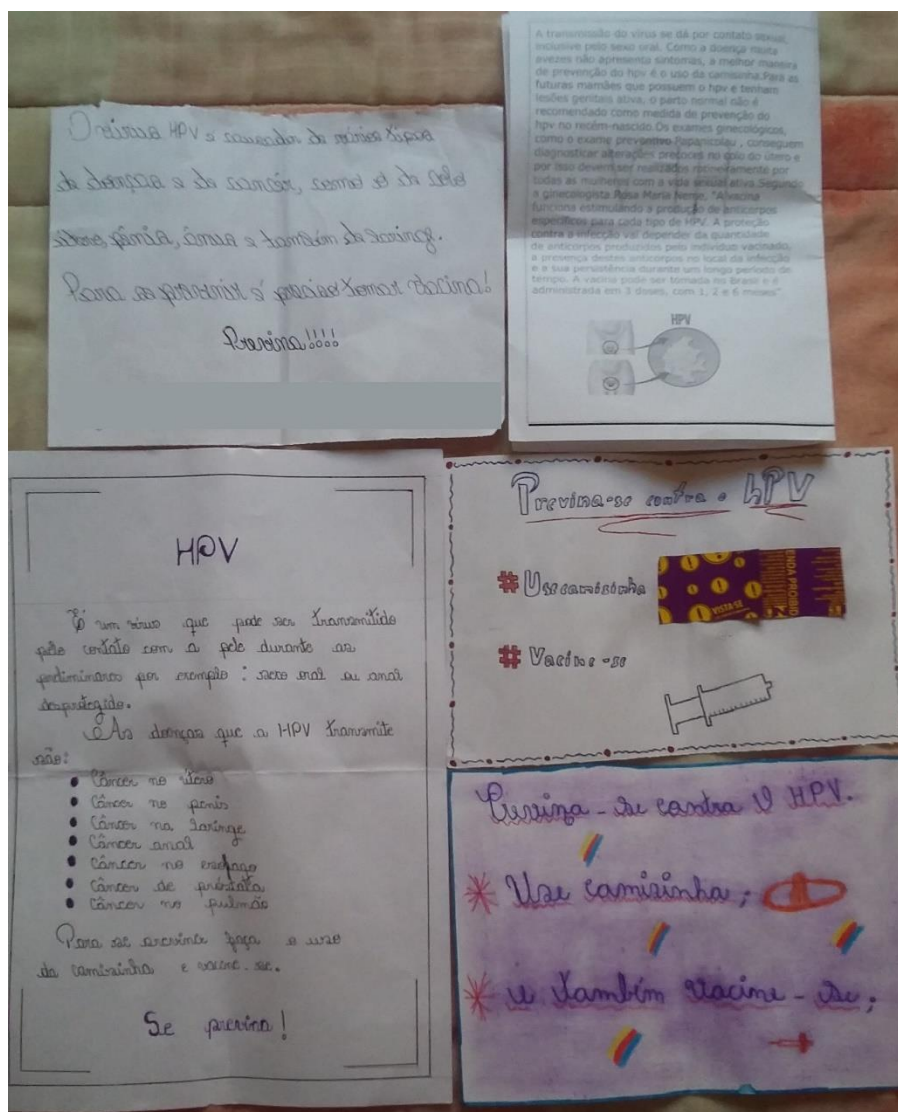 O vírus HPV é causador de vários tipos
de doenças e de cancêr, como o de colo
útero, pênis, ânus e também da laringe.
Para se prevenir é preciso tomar vacina!
Previna!!!!
A transmissão do vírus se dá por contato sexual,
inclusive pelo sexo oral. Como a doença muita
avezes não apresenta sintomas, a melhor maneira
de prevenção do hpv é o uso da camisinha.Para as
futuras mamães que possuem o hpv e tenham
lesões genitais ativa, o parto normal não é
recomendado como medida de prevenção do
hpv no recém-nascido.Os exames ginecológicos,
como o exame preventivo Papanicolau , conseguem
diagnosticar alterações precoces no colo do útero e
por isso devem ser realizados rotineiramente por
todas as mulheres com a vida sexual ativa.Segundo
a ginecologista Rosa Maria "A vacina
funciona estimulando a produção de anticorpos
específicos para cada tipo de HPV. A proteção
contra a infecção vai depender da quantidade
de anticorpos produzidos pelo indivíduo vacinado,
a presença destes anticorpos no local da infecção
e a sua persistência durante um longo período de
tempo. A vacina pode ser tomada no Brasil e é
administrada em 3 doses, com 1, 2 e 6 meses"
HPV
HPV
É um vírus que pode ser transmitido
pelo contato com a pele durante as
por exemplo : sexo oral ou anal
desprotegido.
As doenças que a HPV transmite
são:
• Câncer no útero
• Câncer no penis
• Câncer na laringe
• Câncer anal
• Câncer no
• Câncer de próstata
• Câncer no pulmão
Para se faça o uso
da camisinha e vacine-se.
Se previna!
Previna-se contra o hPV
# Use camisinha
VISTA-SE
# Vacine-se
Previna-se contra o HPV.
Use camisinha;
e também vacine-se;